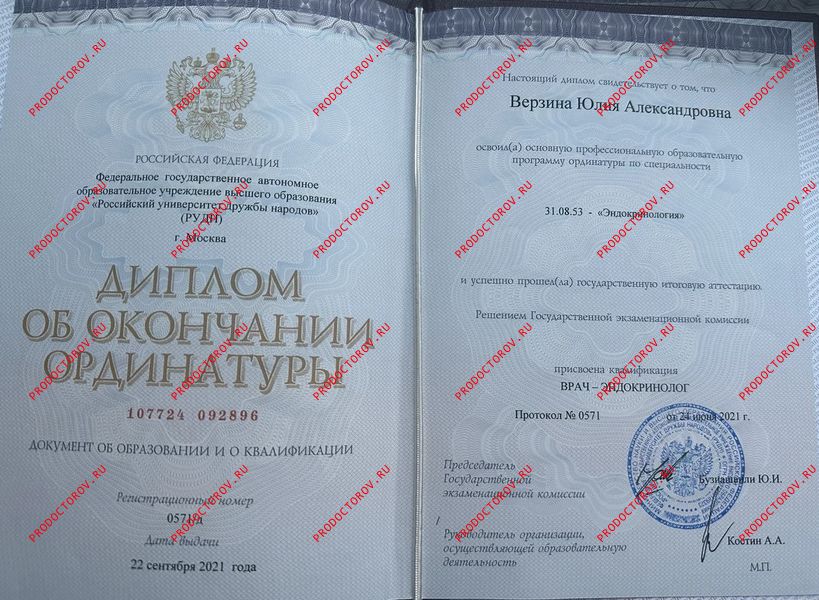 РОССИЙСКАЯ ФЕДЕРАЦИЯ
Федеральное государственное автономное
образовательное учреждение высшего образования
«Российский университет дружбы народов»
(РУДН)
г. Москва
ДИПЛОМ
ОБ ОКОНЧАНИИ
ОРДИНАТУРЫ
107724 092896
ДОКУМЕНТ ОБ ОБРАЗОВАНИИ И О КВАЛИФИКАЦИИ
Регистрационный номер
0571-д
Дата выдачи
22 сентября 2021 года
Настоящий диплом свидетельствует о том, что
Верзина Юлия Александровна
освоил(а) основную профессиональную образовательную
программу ординатуры по специальности
31.08.53 - «Эндокринология»
и успешно прошел(ла) государственную итоговую аттестацию.
Решением Государственной экзаменационной комиссии
присвоена квалификация
ВРАЧ – ЭНДОКРИНОЛОГ
Протокол № 0571 от 24 июня 2021 г.
Председатель
Государственной
экзаменационной комиссии
Бузиашвили Ю.И.
Руководитель организации,
осуществляющей образовательную
деятельность
Костин А.А.
М.П.
PRODOCTOROV.RU